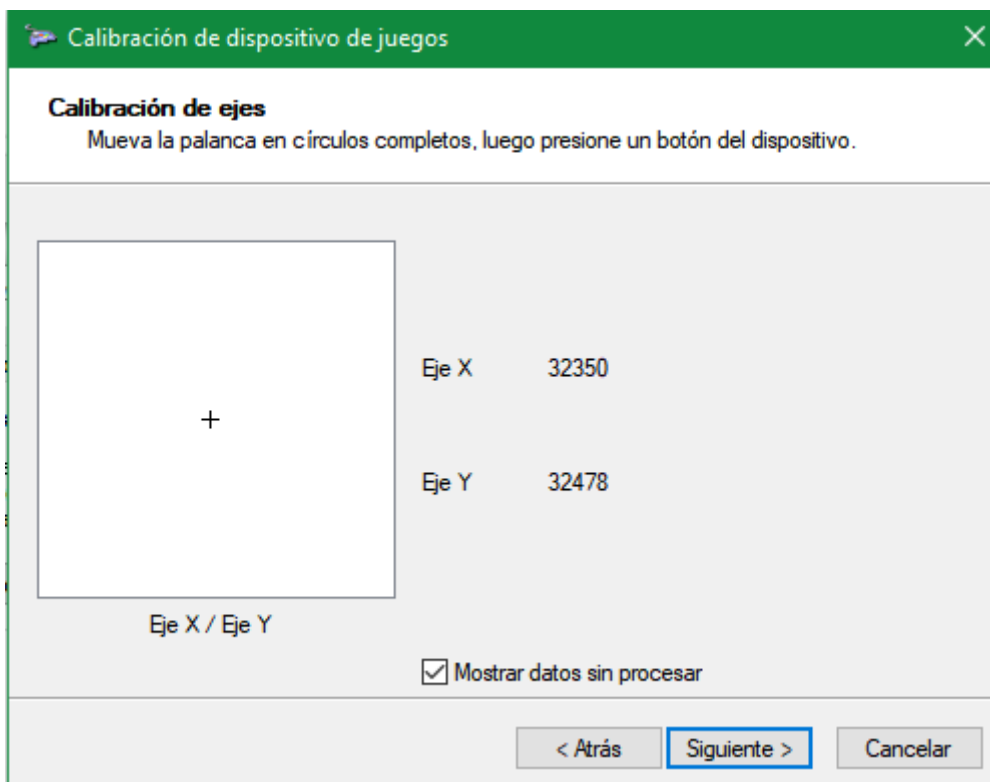 Calibración de dispositivo de juegos
Calibración de ejes
Mueva la palanca en círculos completos, luego presione un botón del dispositivo.
Eje X 32350
Eje Y 32478
Eje X / Eje Y
Mostrar datos sin procesar
< Atrás Siguiente > Cancelar